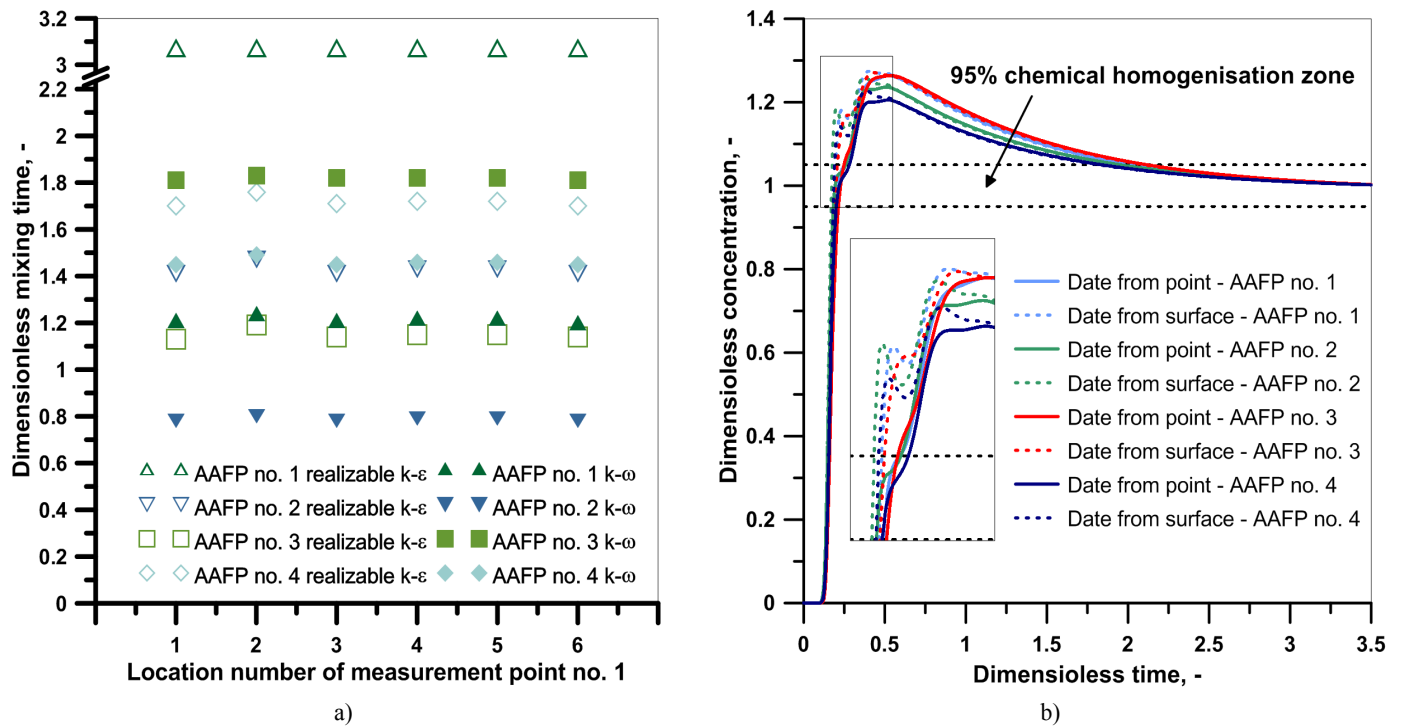 3.2
3
2.2
2
1.8
1.6
1.4
1.2
1
0.8
0.6
0.4
0.2
0
Dimensionless mixing time, -
AAFP no. 1 realizable k-ε
AAFP no. 1 k-ω
AAFP no. 2 realizable k-ε
AAFP no. 2 k-ω
AAFP no. 3 realizable k-ε
AAFP no. 3 k-ω
AAFP no. 4 realizable k-ε
AAFP no. 4 k-ω
1 2 3 4 5 6
Location number of measurement point no. 1
a)
1.4
1.2
1
0.8
0.6
0.4
0.2
0
Dimensioless concentration, -
95% chemical homogenisation zone
Date from point - AAFP no. 1
Date from surface - AAFP no. 1
Date from point - AAFP no. 2
Date from surface - AAFP no. 2
Date from point - AAFP no. 3
Date from surface - AAFP no. 3
Date from point - AAFP no. 4
Date from surface - AAFP no. 4
0 0.5 1 1.5 2 2.5 3 3.5
Dimensioless time, -
b)